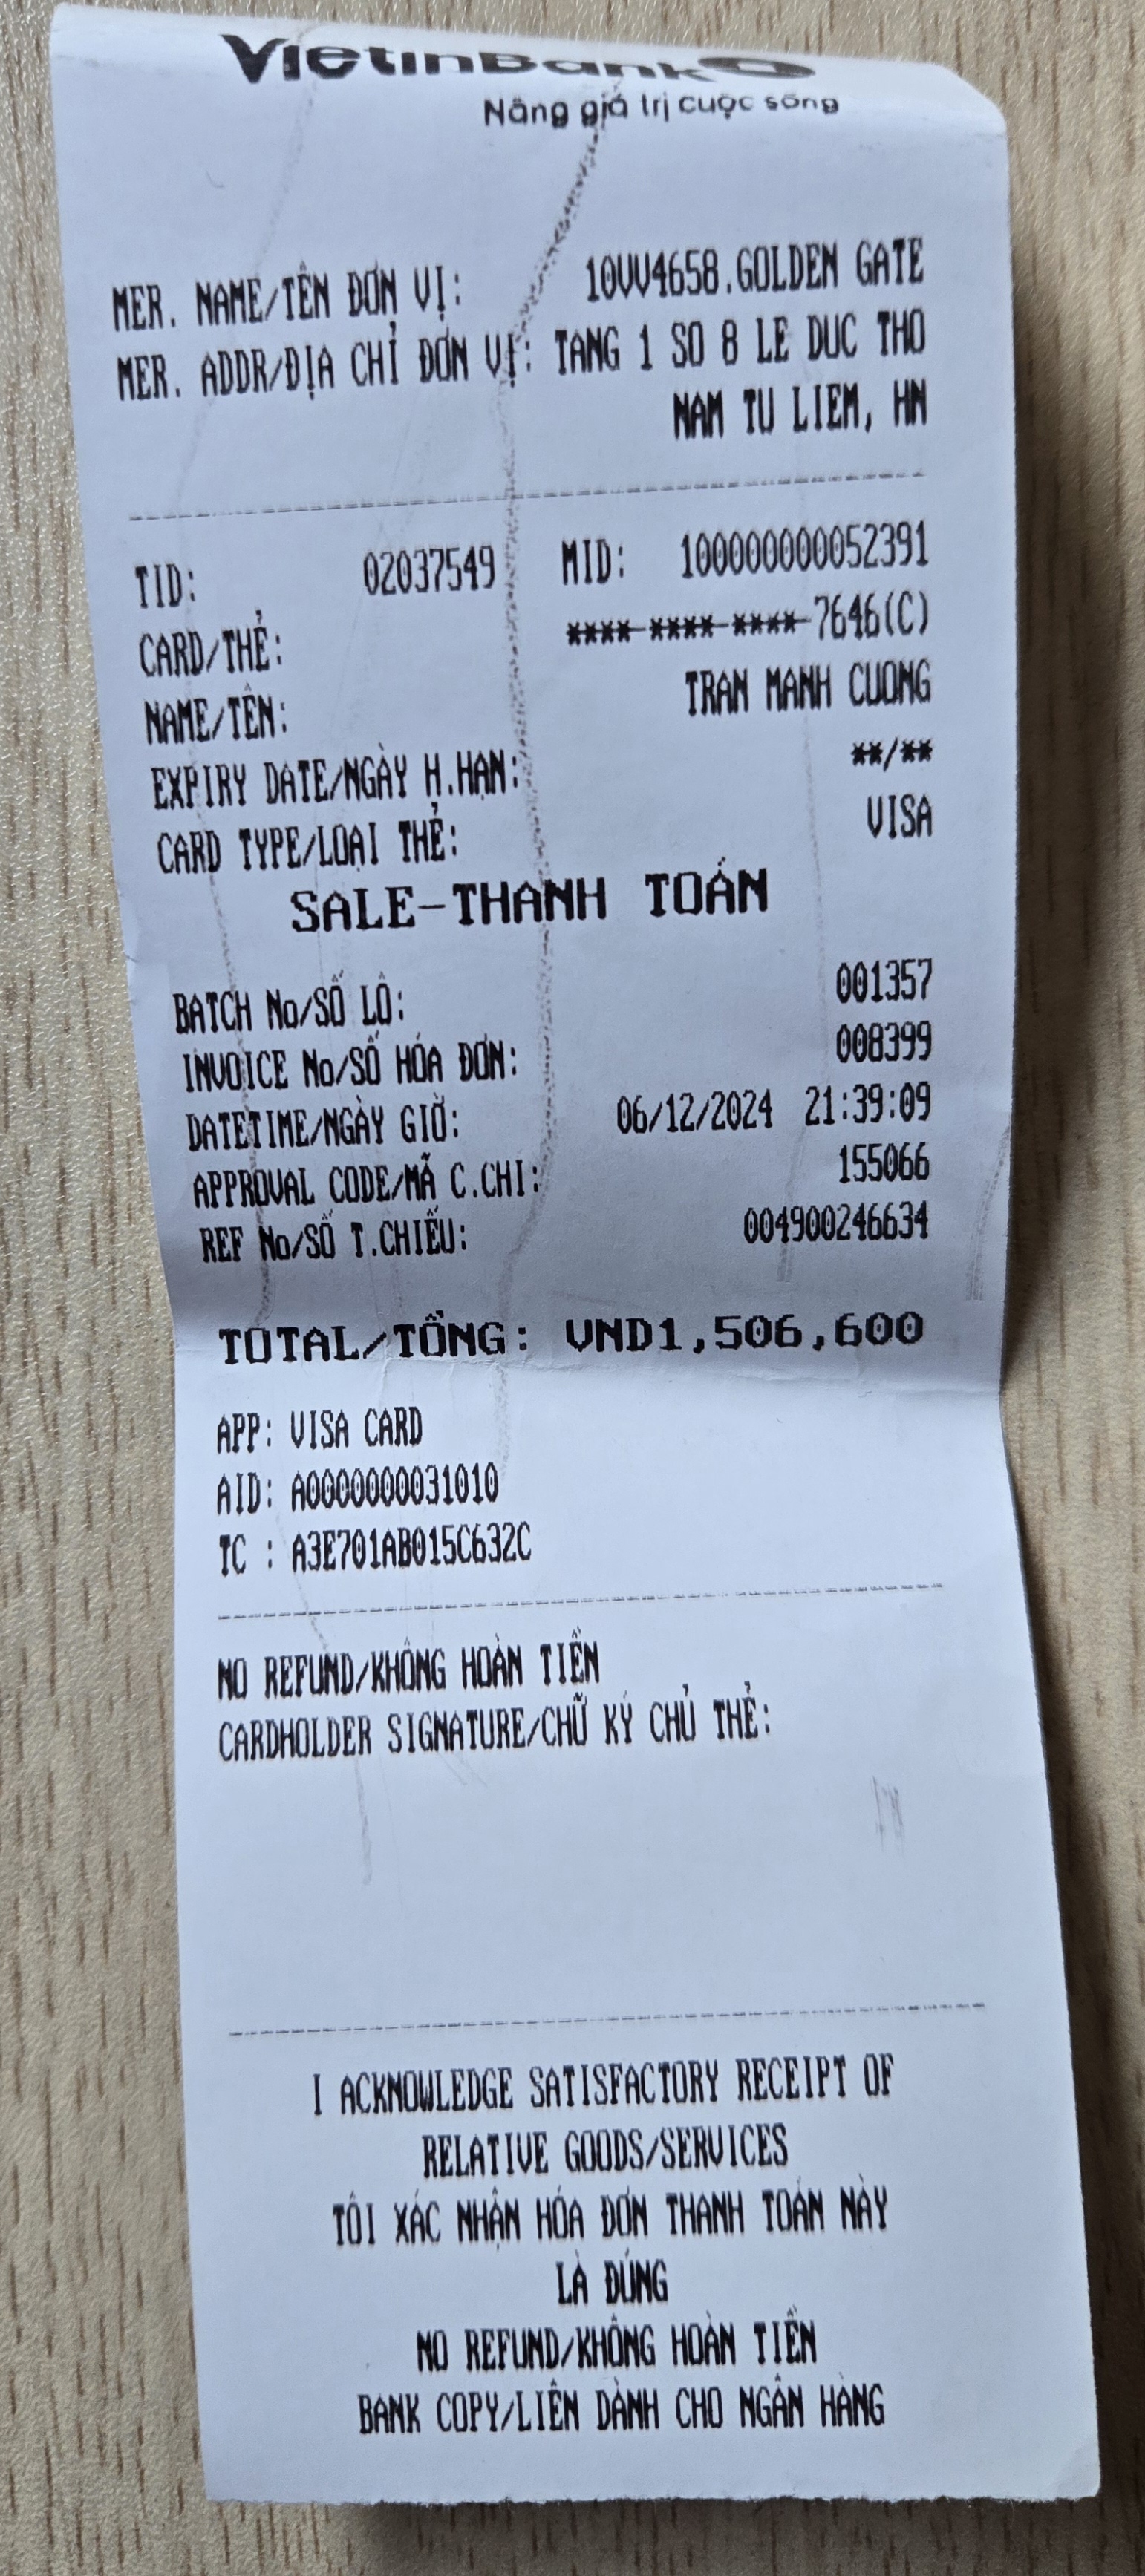 VietinBank
Nâng giá trị cuộc sống
MER. NAME/TÊN ĐƠN VỊ: 10VV4658.GOLDEN GATE
MER. ADDR/ĐỊA CHỈ ĐƠN VỊ: TANG 1 SO 8 LE DUC THO
NAM TU LIEM, HN
TID: 02037549 MID: 100000000052391
CARD/THẺ: **** **** **** 7646(C)
NAME/TÊN: TRAN MANH CUONG
EXPIRY DATE/NGÀY H.HẠN: **/**
CARD TYPE/LOẠI THẺ: VISA
SALE-THANH TOÁN
BATCH No/SỐ LÔ: 001357
INVOICE No/SỐ HÓA ĐƠN: 008399
DATETIME/NGÀY GIỜ: 06/12/2024 21:39:09
APPROVAL CODE/MÃ C.CHI: 155066
REF No/SỐ T.CHIẾU: 004900246634
TOTAL/TỔNG: VND1,506,600
APP: VISA CARD
AID: A0000000031010
TC : A3E701AB015C632C
NO REFUND/KHÔNG HOÀN TIỀN
CARDHOLDER SIGNATURE/CHỮ KÝ CHỦ THẺ:
I ACKNOWLEDGE SATISFACTORY RECEIPT OF
RELATIVE GOODS/SERVICES
TÔI XÁC NHẬN HÓA ĐƠN THANH TOÁN NÀY
LÀ ĐÚNG
NO REFUND/KHÔNG HOÀN TIỀN
BANK COPY/LIÊN DÀNH CHO NGÂN HÀNG